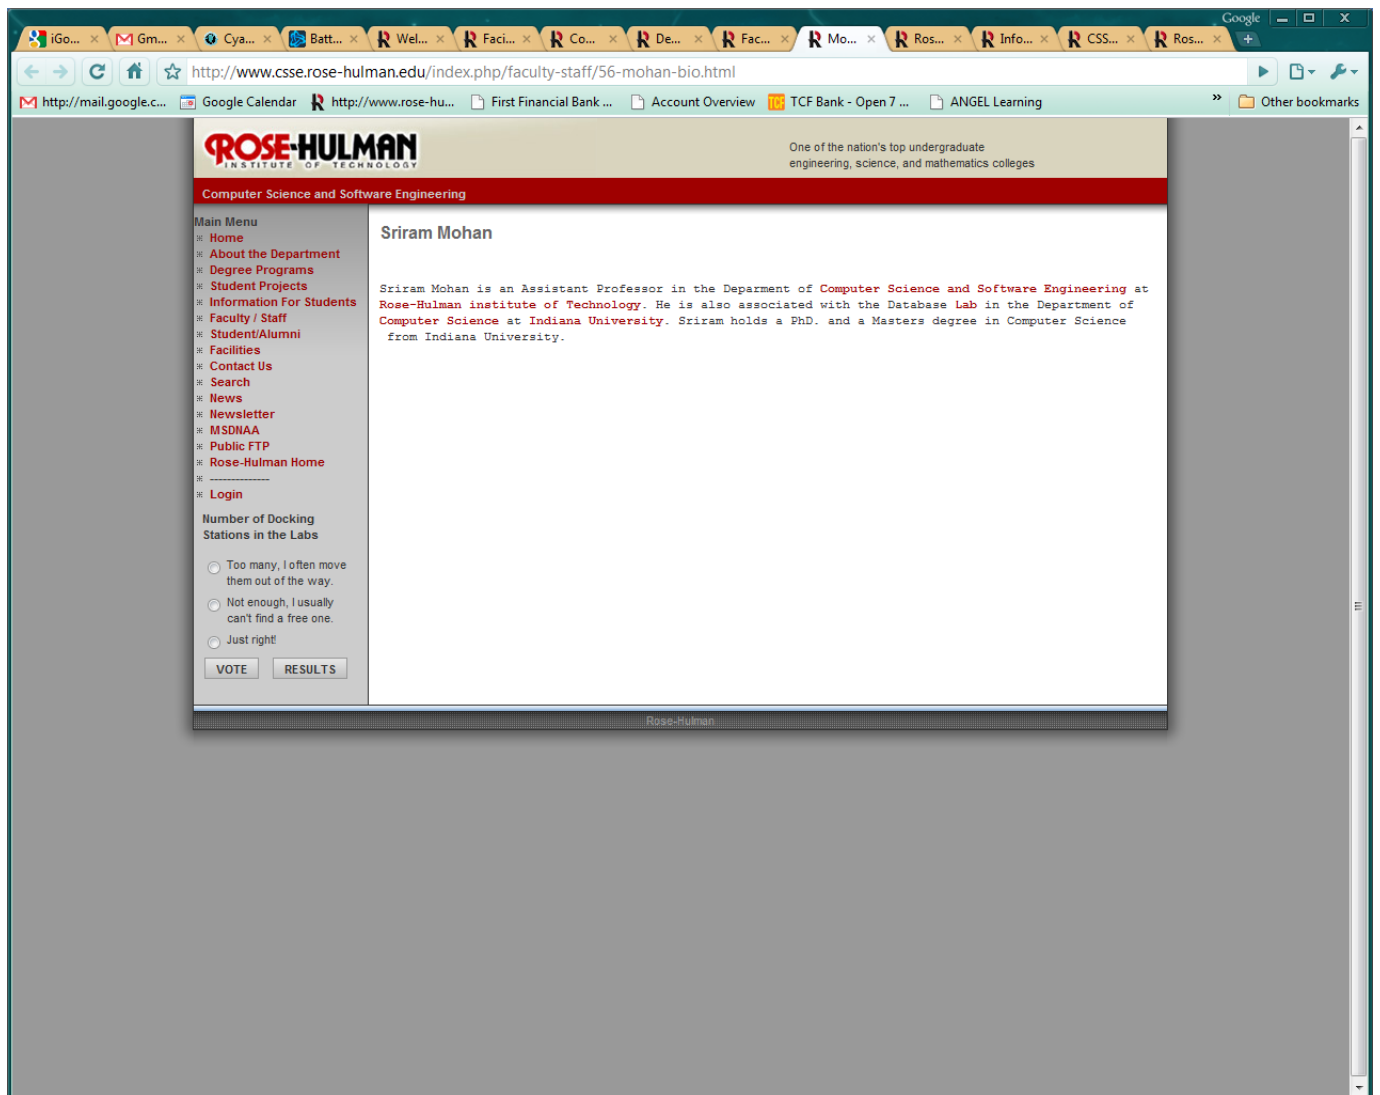 Google
iGo...
Gm...
Cya...
Batt...
Wel...
Faci...
Co...
De...
Fac...
Mo...
Ros...
Info...
CSS...
Ros...
http://www.csse.rose-hulman.edu/index.php/faculty-staff/56-mohan-bio.html
http://mail.google.c...
Google Calendar
http://www.rose-hu...
First Financial Bank ...
Account Overview
TCF Bank - Open 7 ...
ANGEL Learning
»
Other bookmarks
ROSE-HULMAN
INSTITUTE OF TECHNOLOGY
One of the nation's top undergraduate
engineering, science, and mathematics colleges
Computer Science and Software Engineering
Main Menu
Home
About the Department
Degree Programs
Student Projects
Information For Students
Faculty / Staff
Student/Alumni
Facilities
Contact Us
Search
News
Newsletter
MSDNAA
Public FTP
Rose-Hulman Home
--------------
Login
Number of Docking
Stations in the Labs
Too many, I often move
them out of the way.
Not enough, I usually
can't find a free one.
Just right!
VOTE
RESULTS
Sriram Mohan
Sriram Mohan is an Assistant Professor in the Deparment of Computer Science and Software Engineering at
Rose-Hulman institute of Technology. He is also associated with the Database Lab in the Department of
Computer Science at Indiana University. Sriram holds a PhD. and a Masters degree in Computer Science
from Indiana University.
Rose-Hulman